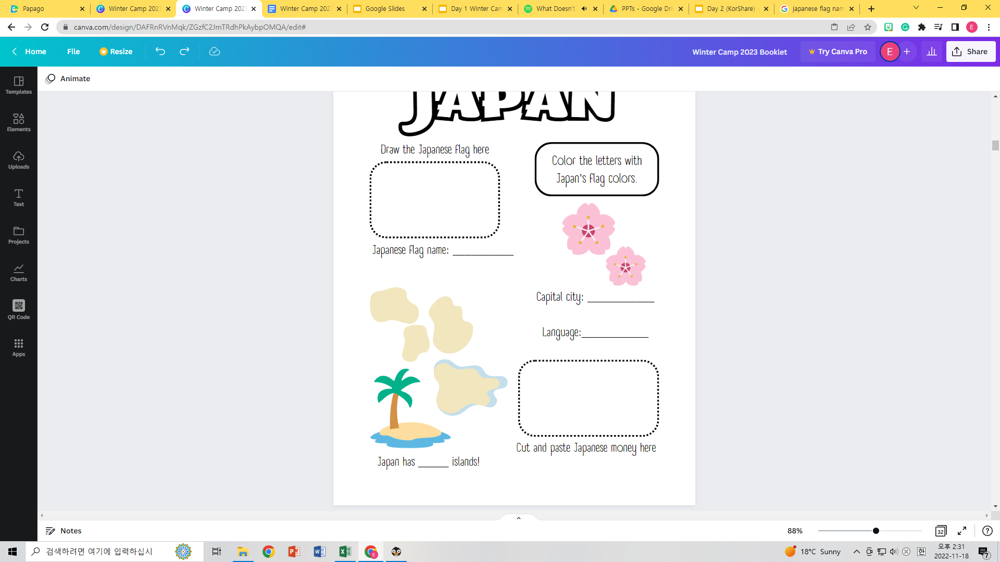 Papago
Winter Camp 202
Winter Camp 202
Winter Camp 202
Google Slides
Day 1 Winter Cam
What Doesn't
PPTs - Google Dri
Day 2 (KorShare) -
japanese flag nam
canva.com/design/DAFRnRVnMqk/ZGzfC2JmTRdhPkAybpOMQA/edit#
E
Home
File
Resize
Winter Camp 2023 Booklet
Try Canva Pro
E
Share
Animate
Templates
Elements
Uploads
Text
Projects
Charts
QR Code
Apps
JAPAN
Draw the Japanese flag here
Color the letters with
Japan's flag colors.
Japanese flag name: __________
Capital city: ___________
Language:___________
Cut and paste Japanese money here
Japan has _____ islands!
Notes
88%
32
검색하려면 여기에 입력하십시
18°C Sunny
한
오후 2:31
2022-11-18
7